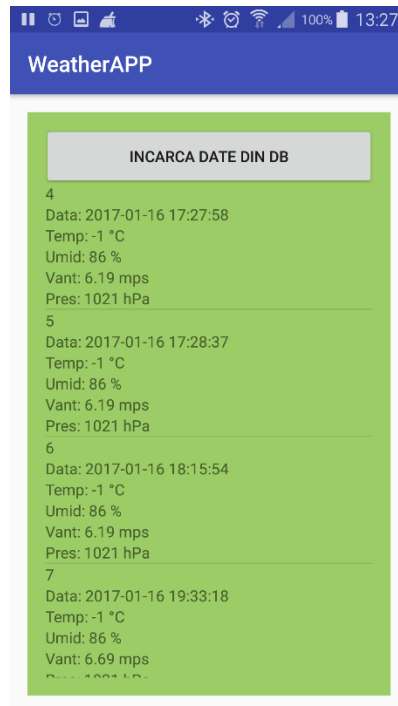 100% 13:27
WeatherAPP
INCARCA DATE DIN DB
4
Data: 2017-01-16 17:27:58
Temp: -1 °C
Umid: 86 %
Vant: 6.19 mps
Pres: 1021 hPa
5
Data: 2017-01-16 17:28:37
Temp: -1 °C
Umid: 86 %
Vant: 6.19 mps
Pres: 1021 hPa
6
Data: 2017-01-16 18:15:54
Temp: -1 °C
Umid: 86 %
Vant: 6.19 mps
Pres: 1021 hPa
7
Data: 2017-01-16 19:33:18
Temp: -1 °C
Umid: 86 %
Vant: 6.69 mps